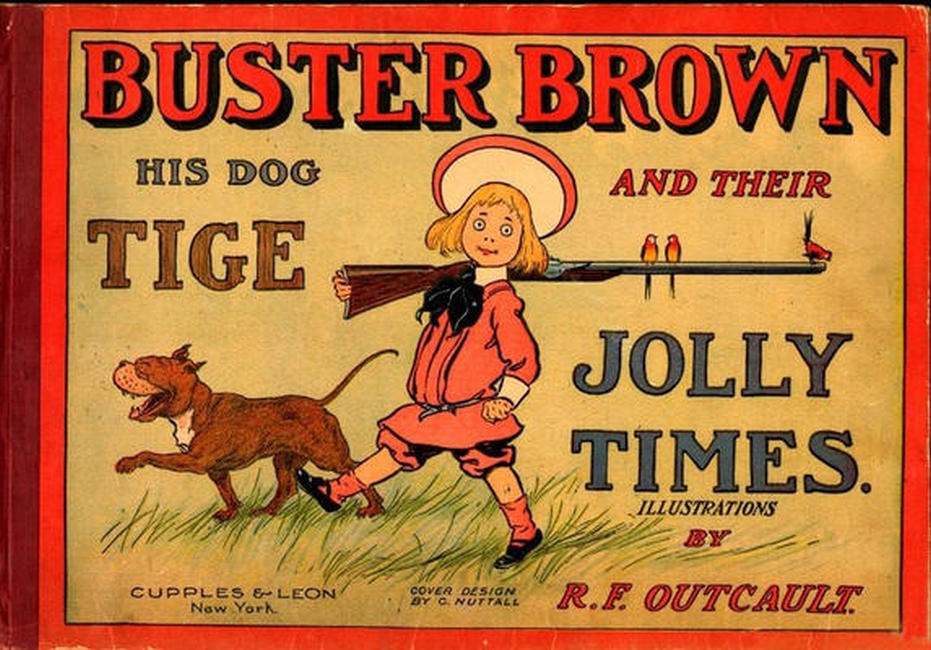 BUSTER BROWN
HIS DOG
TIGE
AND THEIR
JOLLY
TIMES.
ILLUSTRATIONS
BY
R. F. OUTCAULT.
CUPPLES & LEON
New York.
COVER DESIGN
BY C. NUTTALL